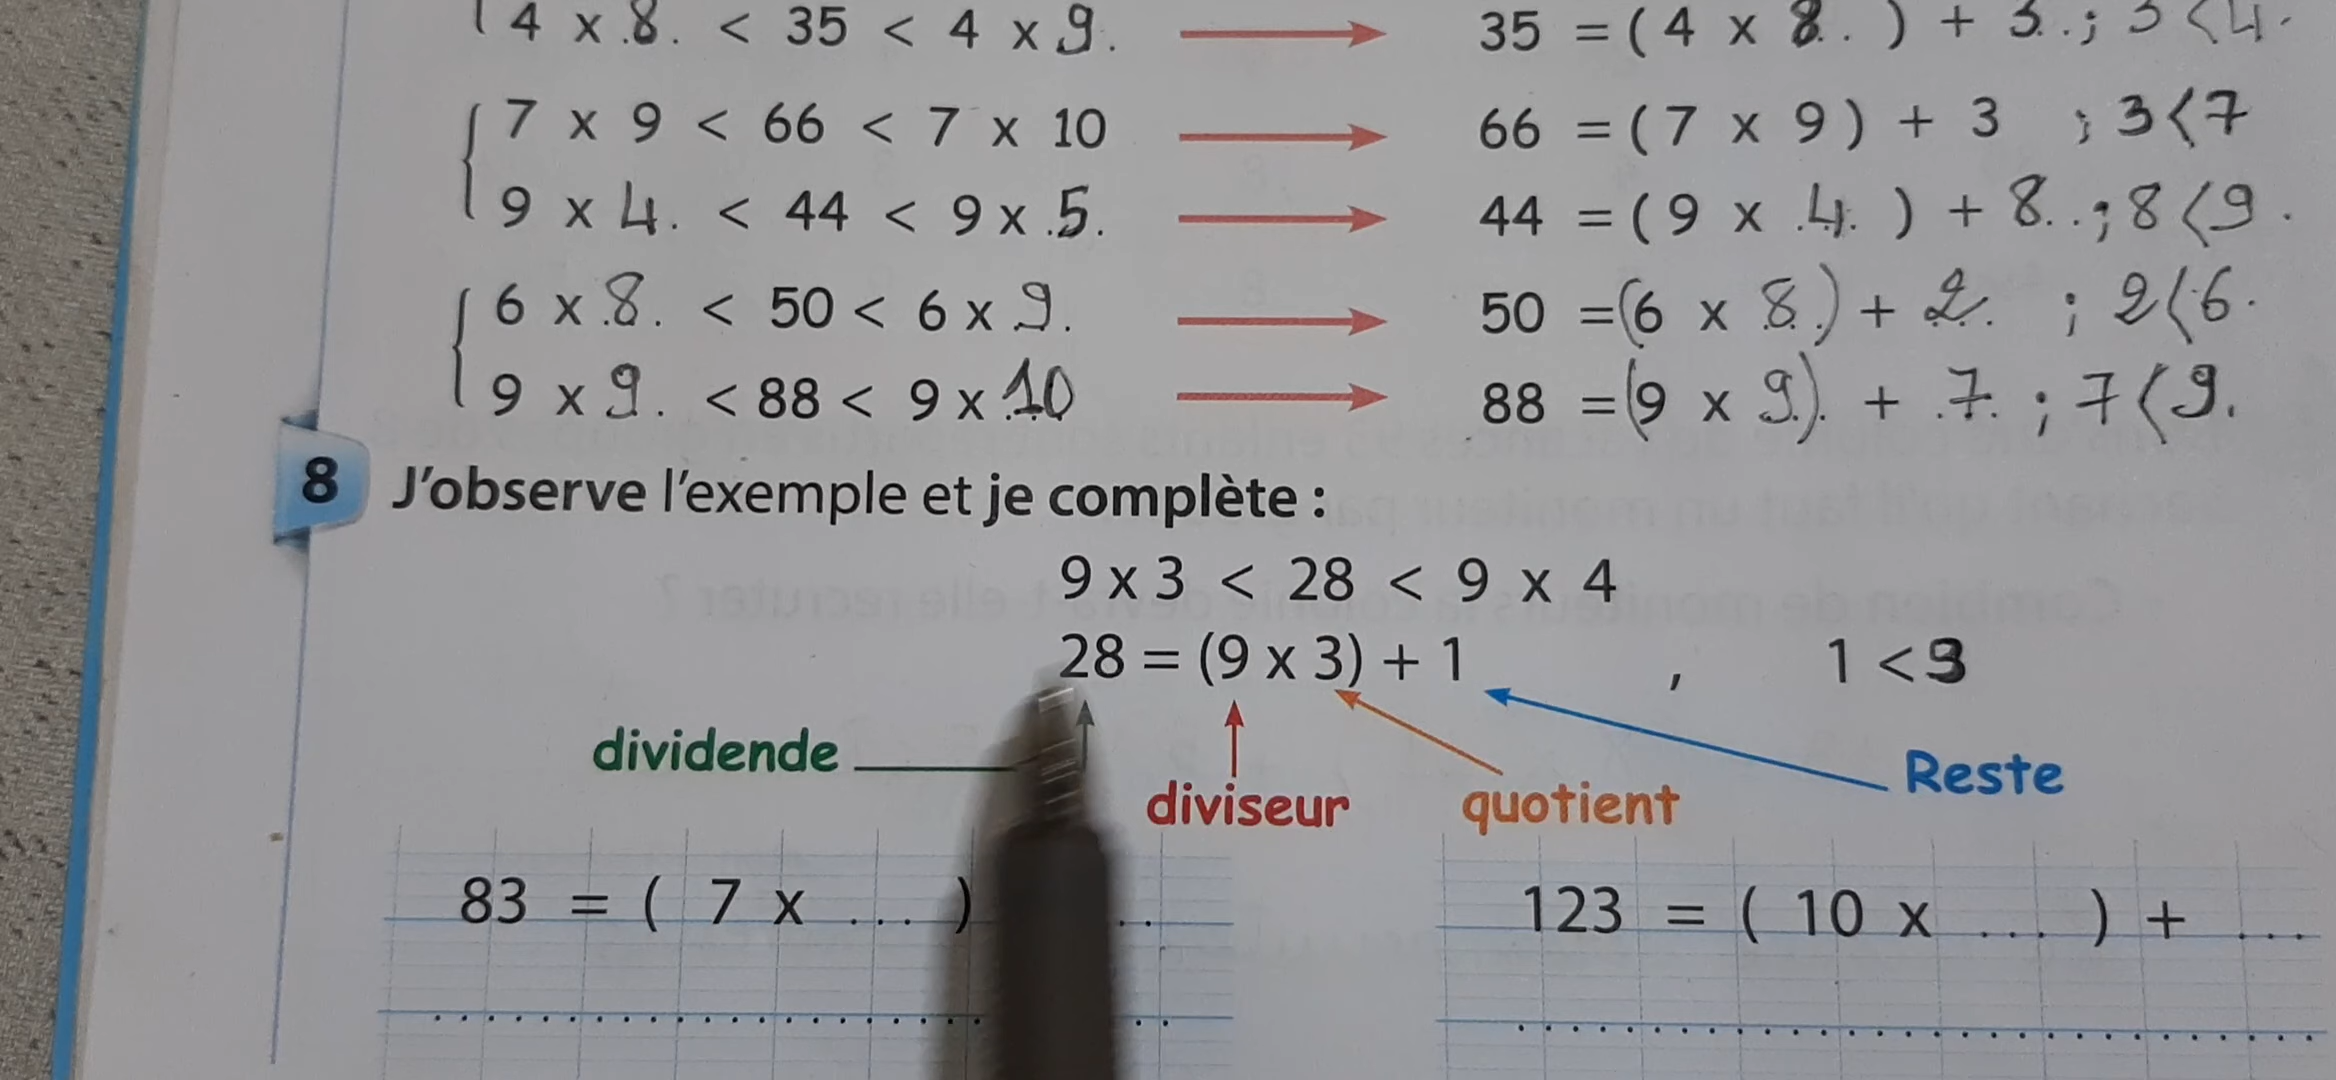 4 x .8. < 35 < 4 x 9. 35 = ( 4 x 8. . ) + 3. . ; 3 < 4.
7 x 9 < 66 < 7 x 10 66 = ( 7 x 9 ) + 3 ; 3 < 7
9 x 4. < 44 < 9 x .5. 44 = ( 9 x .4. ) + 8. . ; 8 < 9 .
6 x .8. < 50 < 6 x 9. 50 = (6 x 8.) + 2. ; 2 < 6.
9 x 9. < 88 < 9 x 10 88 = (9 x 9.). + .7. ; 7 < 9.
8 J'observe l'exemple et je complète :
9 x 3 < 28 < 9 x 4
28 = (9 x 3) + 1 , 1 < 9
dividende
diviseur quotient Reste
83 = ( 7 x ... ) .. 123 = ( 10 x ... ) + ...